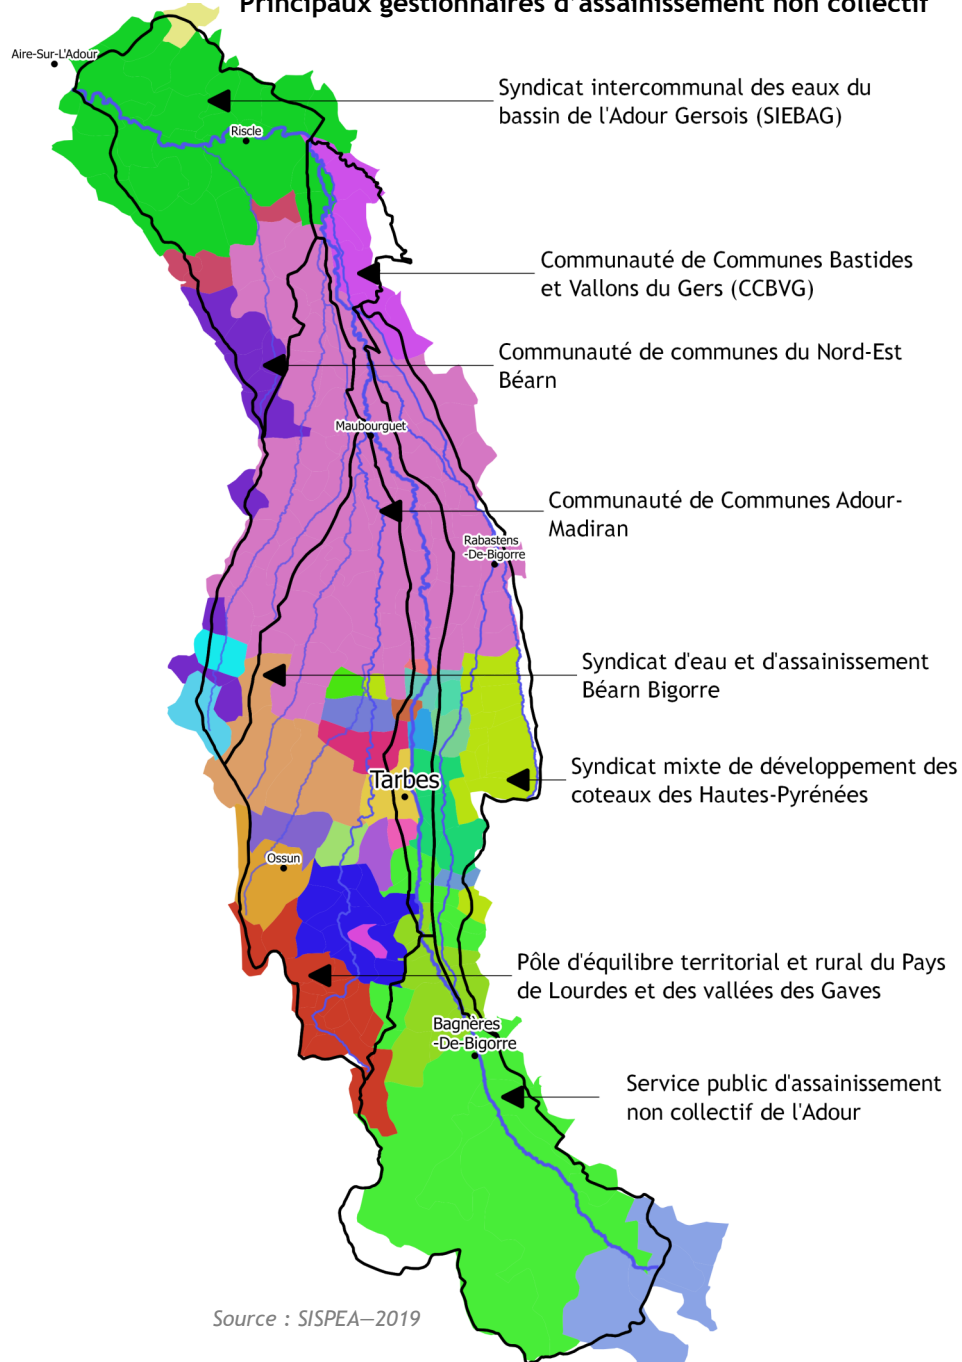 Principaux gestionnaires d'assainissement non collectif
Aire-Sur-L'Adour
Syndicat intercommunal des eaux du
bassin de l'Adour Gersois (SIEBAG)
Riscle
Communauté de Communes Bastides
et Vallons du Gers (CCBVG)
Communauté de communes du Nord-Est
Béarn
Maubourguet
Communauté de Communes Adour-
Madiran
Rabastens
-De-Bigorre
Syndicat d'eau et d'assainissement
Béarn Bigorre
Syndicat mixte de développement des
coteaux des Hautes-Pyrénées
Tarbes
Ossun
Pôle d'équilibre territorial et rural du Pays
de Lourdes et des vallées des Gaves
Bagnères
-De-Bigorre
Service public d'assainissement
non collectif de l'Adour
Source : SISPEA—2019